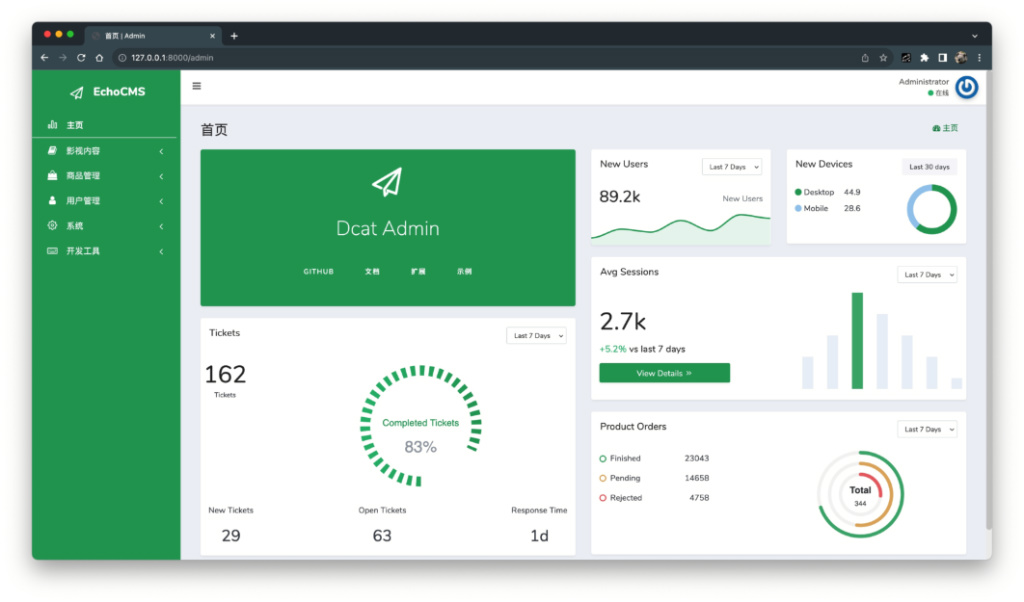 首页 | Admin
127.0.0.1:8000/admin
EchoCMS
主页
影视内容
商品管理
用户管理
系统
开发工具
Administrator
在线
首页
主页
Dcat Admin
GITHUB 文档 扩展 示例
New Users
Last 7 Days
89.2k
New Users
New Devices
Last 30 days
Desktop 44.9
Mobile 28.6
Avg Sessions
Last 7 Days
2.7k
+5.2% vs last 7 days
View Details »
Tickets
Last 7 Days
162
Tickets
Completed Tickets
83%
New Tickets Open Tickets Response Time
29 63 1d
Product Orders
Last 7 Days
Finished 23043
Pending 14658
Rejected 4758
Total
344